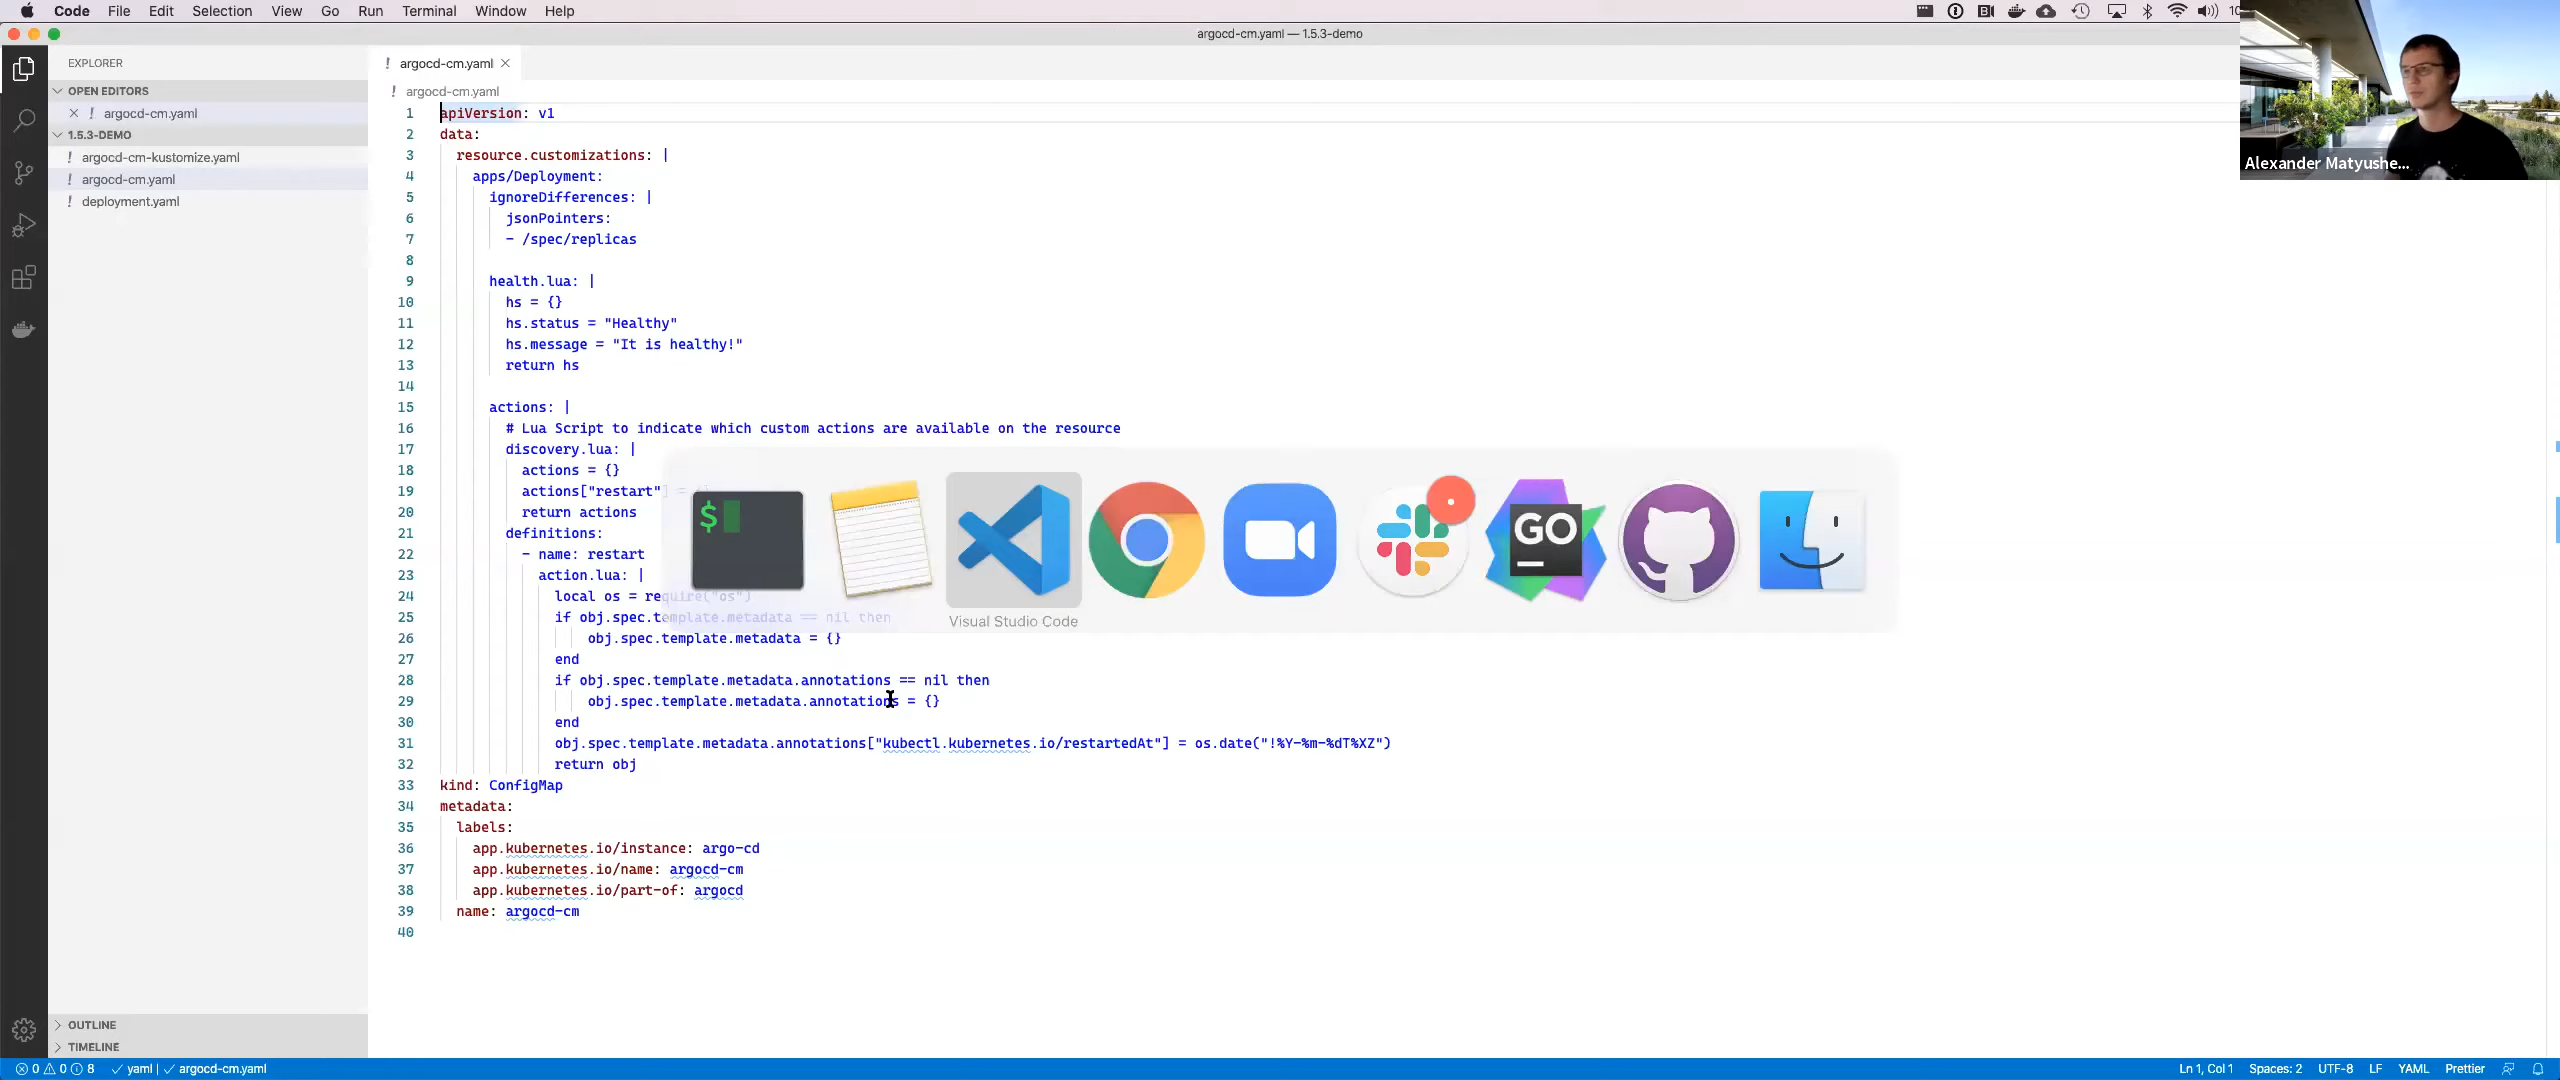 Code File Edit Selection View Go Run Terminal Window Help
argocd-cm.yaml — 1.5.3-demo
EXPLORER
OPEN EDITORS
argocd-cm.yaml
1.5.3-DEMO
argocd-cm-kustomize.yaml
argocd-cm.yaml
deployment.yaml
OUTLINE
TIMELINE
argocd-cm.yaml
argocd-cm.yaml
1 apiVersion: v1
2 data:
3 resource.customizations: |
4 apps/Deployment:
5 ignoreDifferences: |
6 jsonPointers:
7 - /spec/replicas
8
9 health.lua: |
10 hs = {}
11 hs.status = "Healthy"
12 hs.message = "It is healthy!"
13 return hs
14
15 actions: |
16 # Lua Script to indicate which custom actions are available on the resource
17 discovery.lua: |
18 actions = {}
19 actions["restart"] =
20 return actions
21 definitions:
22 - name: restart
23 action.lua: |
24 local os = require("os")
25 if obj.spec.template.metadata == nil then
26 obj.spec.template.metadata = {}
27 end
28 if obj.spec.template.metadata.annotations == nil then
29 obj.spec.template.metadata.annotations = {}
30 end
31 obj.spec.template.metadata.annotations["kubectl.kubernetes.io/restartedAt"] = os.date("!%Y-%m-%dT%XZ")
32 return obj
33 kind: ConfigMap
34 metadata:
35 labels:
36 app.kubernetes.io/instance: argo-cd
37 app.kubernetes.io/name: argocd-cm
38 app.kubernetes.io/part-of: argocd
39 name: argocd-cm
40
$
GO
Visual Studio Code
Alexander Matyushe...
0 0 8 yaml | argocd-cm.yaml
Ln 1, Col 1 Spaces: 2 UTF-8 LF YAML Prettier